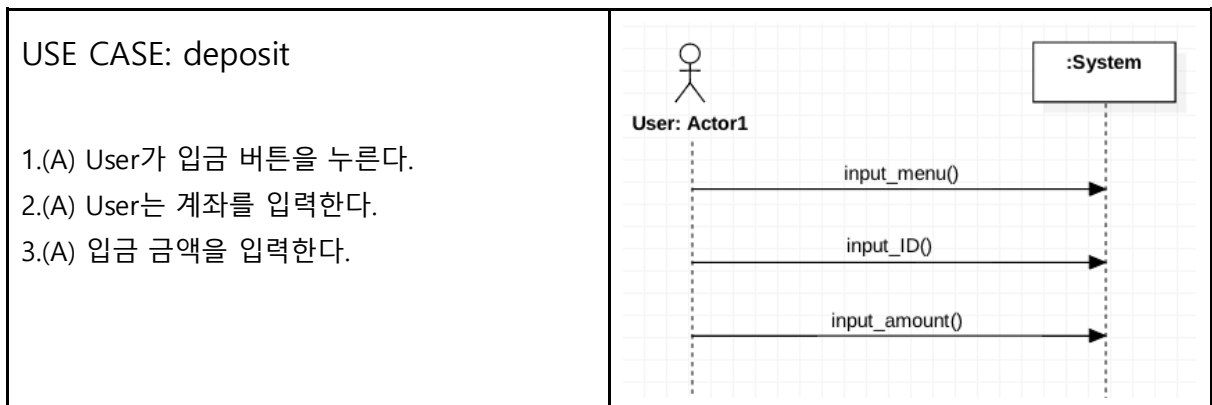 USE CASE: deposit
1.(A) User가 입금 버튼을 누른다.
2.(A) User는 계좌를 입력한다.
3.(A) 입금 금액을 입력한다.
:System
User: Actor1
input_menu()
input_ID()
input_amount()